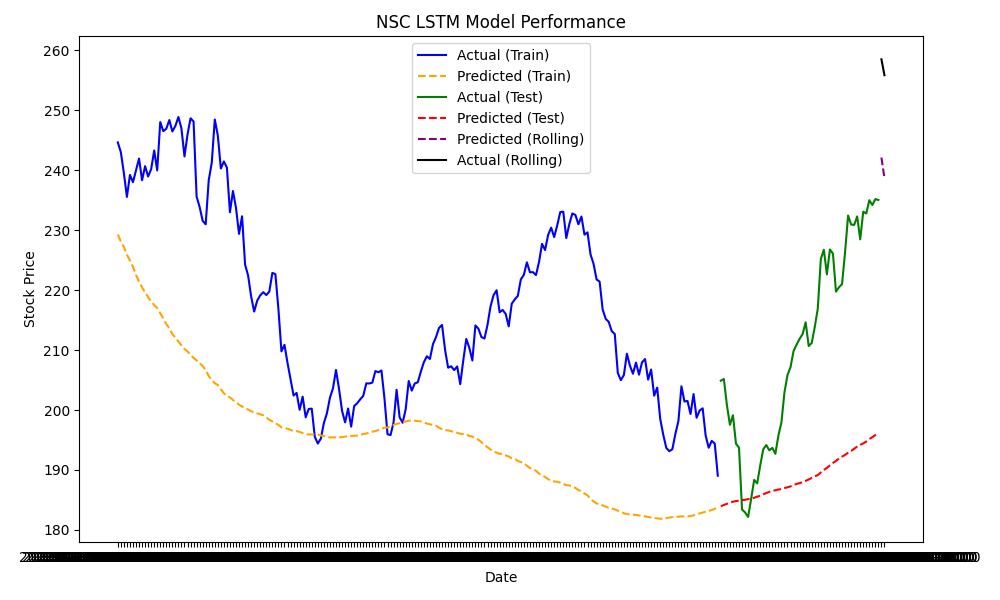 NSC LSTM Model Performance
Actual (Train)
Predicted (Train)
Actual (Test)
Predicted (Test)
Predicted (Rolling)
Actual (Rolling)
Stock Price
260
250
240
230
220
210
200
190
180
Date